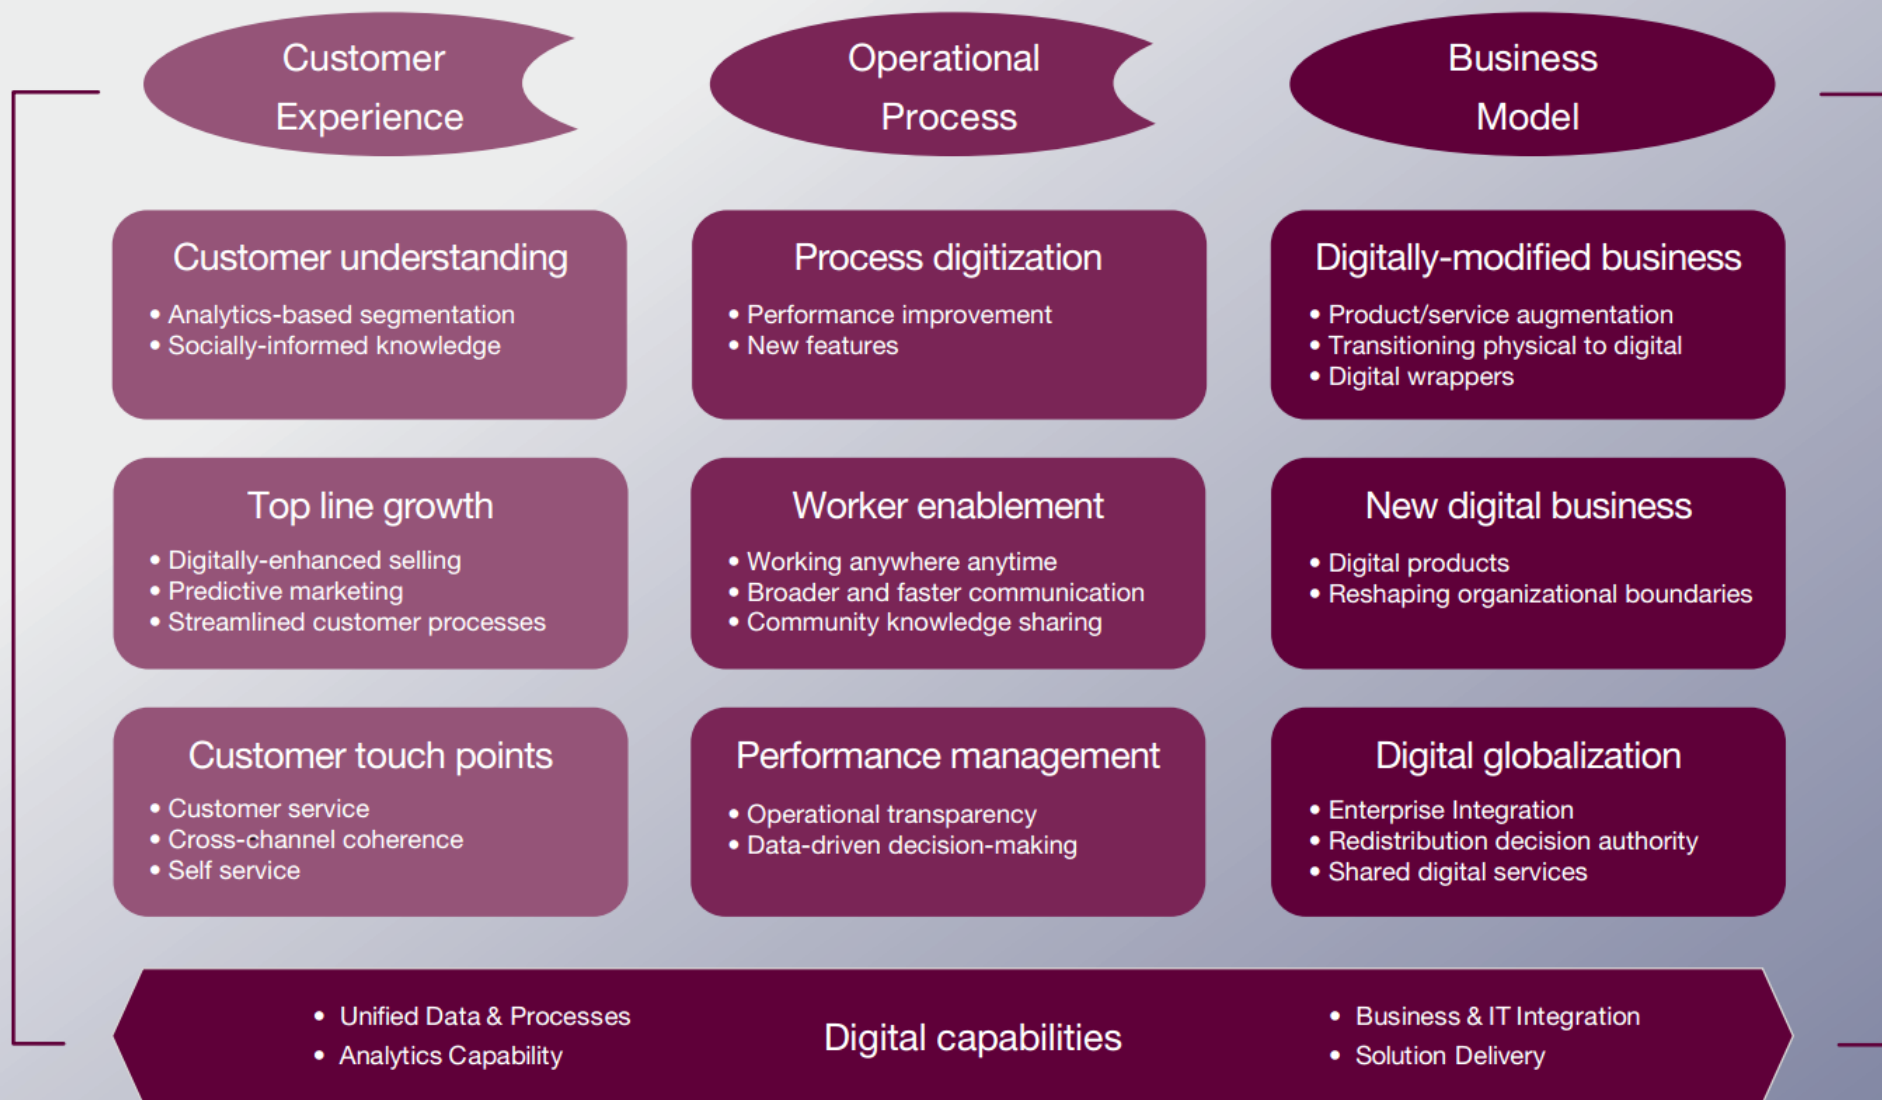 Customer
Experience
Operational
Process
Business
Model
Customer understanding
• Analytics-based segmentation
• Socially-informed knowledge
Process digitization
• Performance improvement
• New features
Digitally-modified business
• Product/service augmentation
• Transitioning physical to digital
• Digital wrappers
Top line growth
• Digitally-enhanced selling
• Predictive marketing
• Streamlined customer processes
Worker enablement
• Working anywhere anytime
• Broader and faster communication
• Community knowledge sharing
New digital business
• Digital products
• Reshaping organizational boundaries
Customer touch points
• Customer service
• Cross-channel coherence
• Self service
Performance management
• Operational transparency
• Data-driven decision-making
Digital globalization
• Enterprise Integration
• Redistribution decision authority
• Shared digital services
• Unified Data & Processes
• Analytics Capability
Digital capabilities
• Business & IT Integration
• Solution Delivery